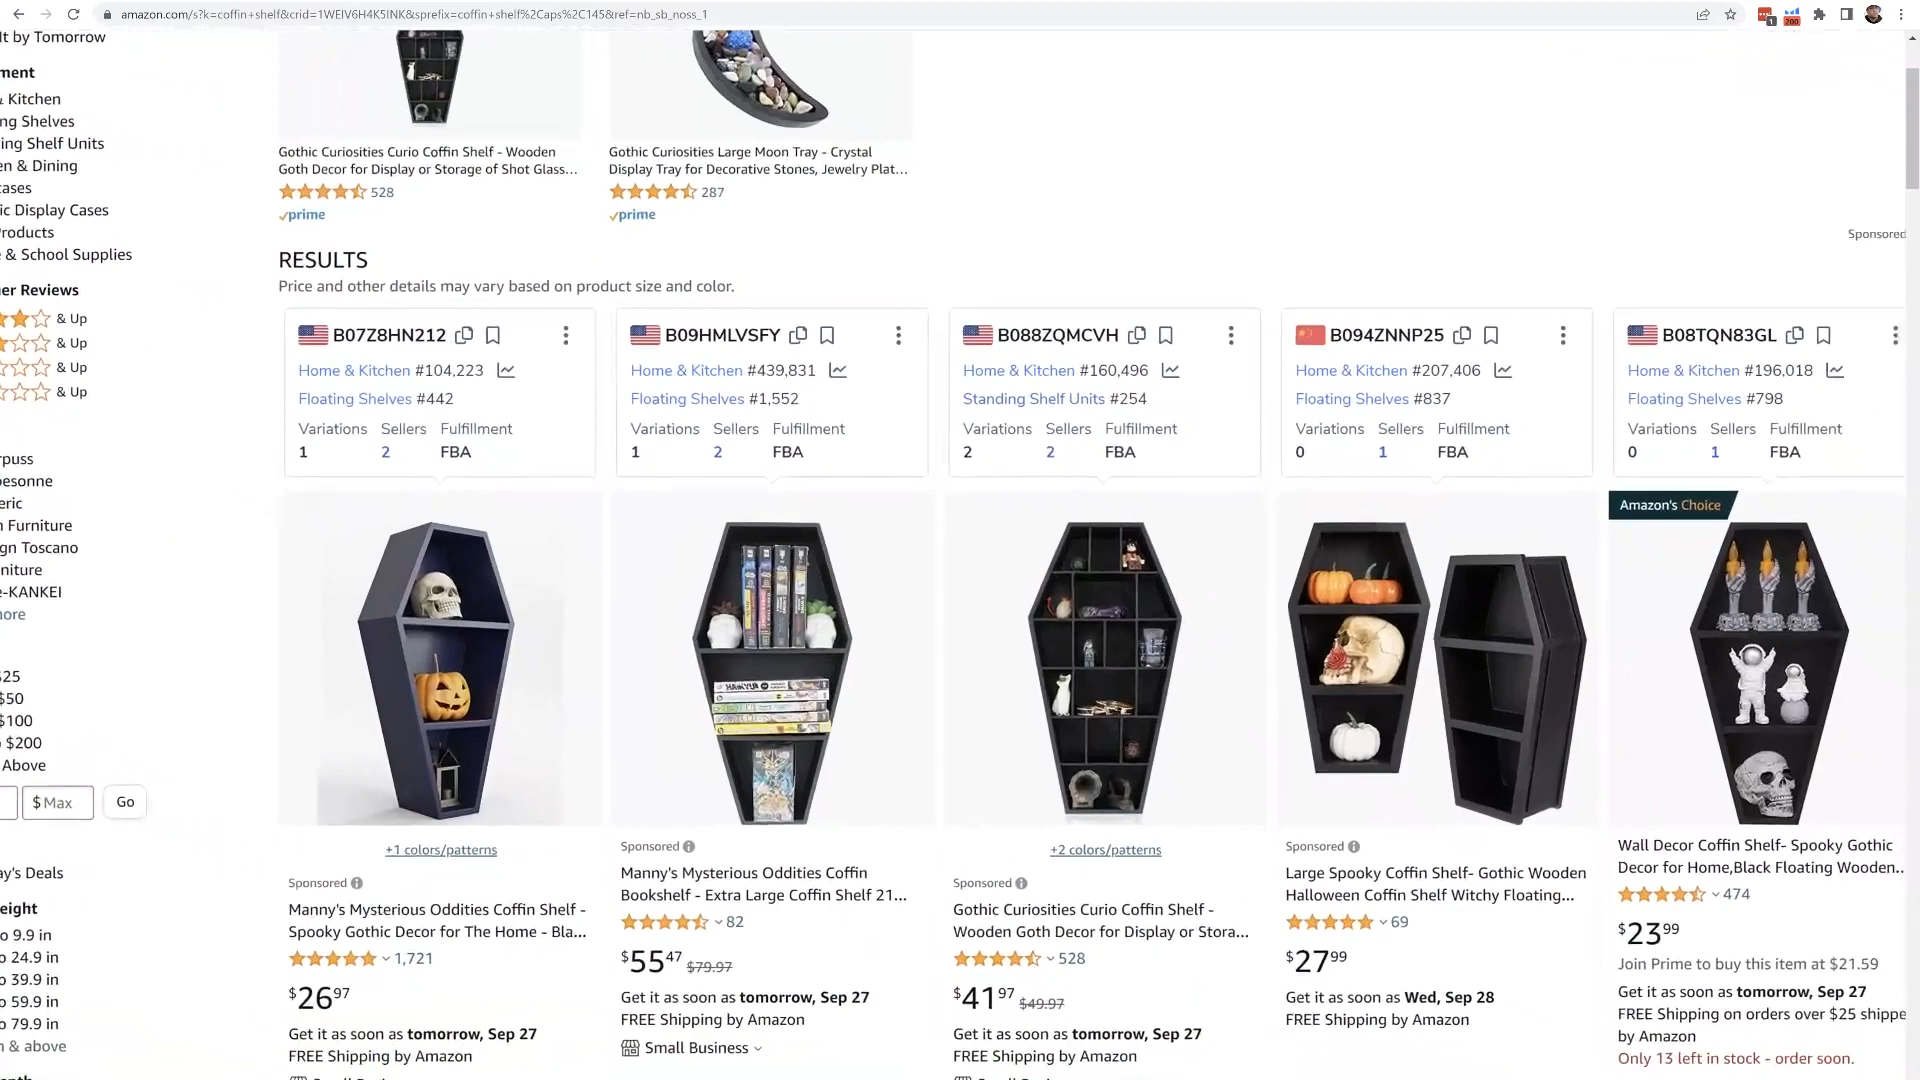 amazon.com/s?k=coffin+shelf&crid=1WEIV6H4K5INK&sprefix=coffin+shelf%2Caps%2C145&ref=nb_sb_noss_1
1
200
It by Tomorrow
ment
& Kitchen
ng Shelves
ing Shelf Units
en & Dining
cases
ic Display Cases
Products
e & School Supplies
er Reviews
& Up
& Up
& Up
& Up
rpuss
oesonne
eric
n Furniture
gn Toscano
niture
e-KANKEI
more
$25
$50
$100
o $200
Above
$ Max
Go
ay's Deals
eight
o 9.9 in
o 24.9 in
o 39.9 in
o 59.9 in
o 79.9 in
n & above
Gothic Curiosities Curio Coffin Shelf - Wooden
Goth Decor for Display or Storage of Shot Glass...
528
prime
Gothic Curiosities Large Moon Tray - Crystal
Display Tray for Decorative Stones, Jewelry Plat...
287
prime
Sponsored
RESULTS
Price and other details may vary based on product size and color.
B07Z8HN212
Home & Kitchen #104,223
Floating Shelves #442
Variations Sellers Fulfillment
1 2 FBA
+1 colors/patterns
Sponsored
Manny's Mysterious Oddities Coffin Shelf -
Spooky Gothic Decor for The Home - Bla...
1,721
$26 97
Get it as soon as tomorrow, Sep 27
FREE Shipping by Amazon
B09HMLVSFY
Home & Kitchen #439,831
Floating Shelves #1,552
Variations Sellers Fulfillment
1 2 FBA
Sponsored
Manny's Mysterious Oddities Coffin
Bookshelf - Extra Large Coffin Shelf 21...
82
$55 47 $79.97
Get it as soon as tomorrow, Sep 27
FREE Shipping by Amazon
Small Business
B088ZQMCVH
Home & Kitchen #160,496
Standing Shelf Units #254
Variations Sellers Fulfillment
2 2 FBA
+2 colors/patterns
Sponsored
Gothic Curiosities Curio Coffin Shelf -
Wooden Goth Decor for Display or Stora...
528
$41 97 $49.97
Get it as soon as tomorrow, Sep 27
FREE Shipping by Amazon
B094ZNNP25
Home & Kitchen #207,406
Floating Shelves #837
Variations Sellers Fulfillment
0 1 FBA
Sponsored
Large Spooky Coffin Shelf- Gothic Wooden
Halloween Coffin Shelf Witchy Floating...
69
$27 99
Get it as soon as Wed, Sep 28
FREE Shipping by Amazon
B08TQN83GL
Home & Kitchen #196,018
Floating Shelves #798
Variations Sellers Fulfillment
0 1 FBA
Amazon's Choice
Wall Decor Coffin Shelf- Spooky Gothic
Decor for Home,Black Floating Wooden..
474
$23 99
Join Prime to buy this item at $21.59
Get it as soon as tomorrow, Sep 27
FREE Shipping on orders over $25 shippe
by Amazon
Only 13 left in stock - order soon.